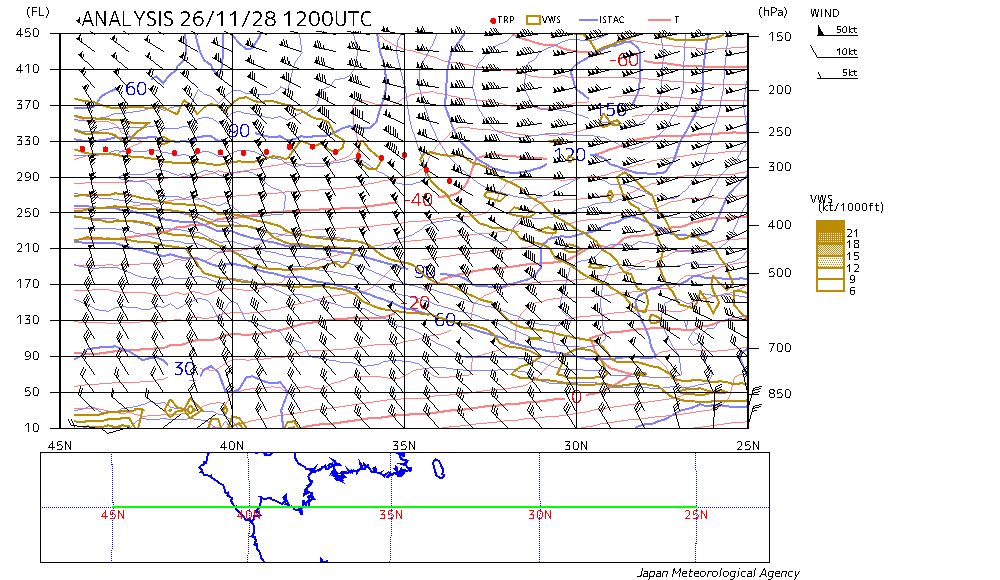 (FL) ANALYSIS 26/11/28 1200UTC TRP VWS ISTAC T (hPa) WIND
450 150 50kt
10kt
5kt
410 -60
60 200
370 150
90 250
330 120
300
290
-40 VWS
(kt/1000ft)
250 400
21
210 18
15
90 500 12
170 9
-20 6
130 60
700
90
30
50 0 850
10
45N 40N 35N 30N 25N
45N 40N 35N 30N 25N
Japan Meteorological Agency